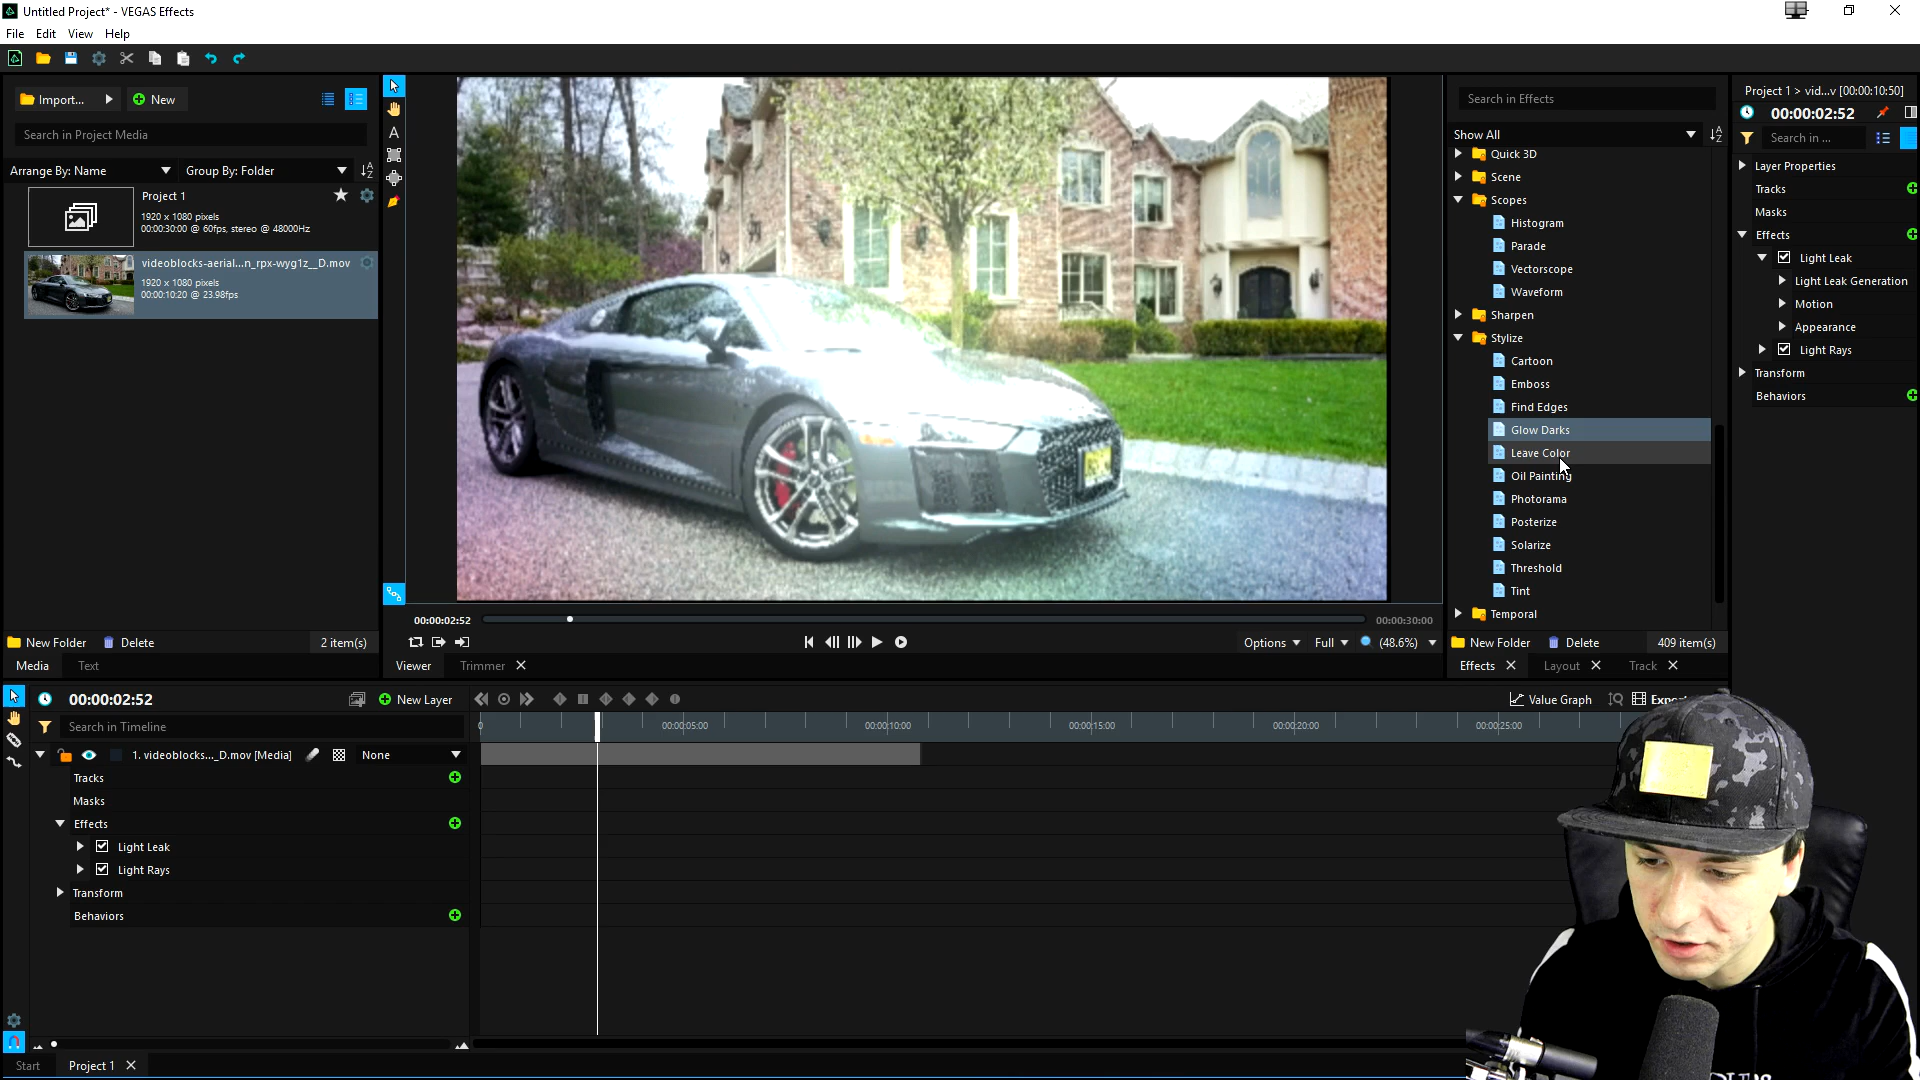 Untitled Project* - VEGAS Effects
File Edit View Help
Import...
New
Search in Project Media
Arrange By: Name
Group By: Folder
Project 1
1920 x 1080 pixels
00:00:30:00 @ 60fps, stereo @ 48000Hz
videoblocks-aerial...n_rpx-wyg1z__D.mov
1920 x 1080 pixels
00:00:10:20 @ 23.98fps
New Folder
Delete
2 item(s)
Media
Text
00:00:02:52
00:00:30:00
Options
Full
(48.6%)
Viewer
Trimmer
Search in Effects
Show All
Quick 3D
Scene
Scopes
Histogram
Parade
Vectorscope
Waveform
Sharpen
Stylize
Cartoon
Emboss
Find Edges
Glow Darks
Leave Color
Oil Painting
Photorama
Posterize
Solarize
Threshold
Tint
Temporal
New Folder
Delete
409 item(s)
Effects
Layout
Track
Project 1 > vid...v [00:00:10:50]
00:00:02:52
Search in ...
Layer Properties
Tracks
Masks
Effects
Light Leak
Light Leak Generation
Motion
Appearance
Light Rays
Transform
Behaviors
00:00:02:52
New Layer
Value Graph
Search in Timeline
0
00:00:05:00
00:00:10:00
00:00:15:00
00:00:20:00
00:00:25:00
1. videoblocks..._D.mov [Media]
None
Tracks
Masks
Effects
Light Leak
Light Rays
Transform
Behaviors
Start
Project 1